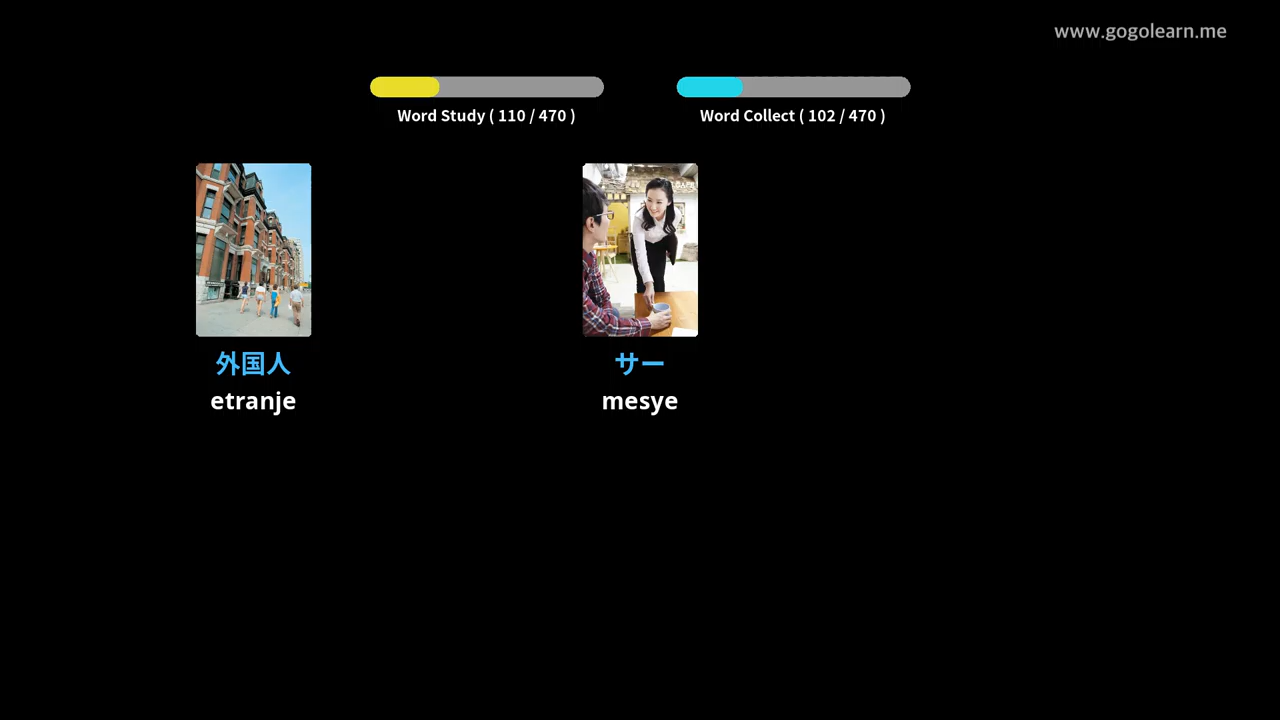 www.gogolearn.me
Word Study ( 110 / 470 )
Word Collect ( 102 / 470 )
外国人
etranje
サー
mesye